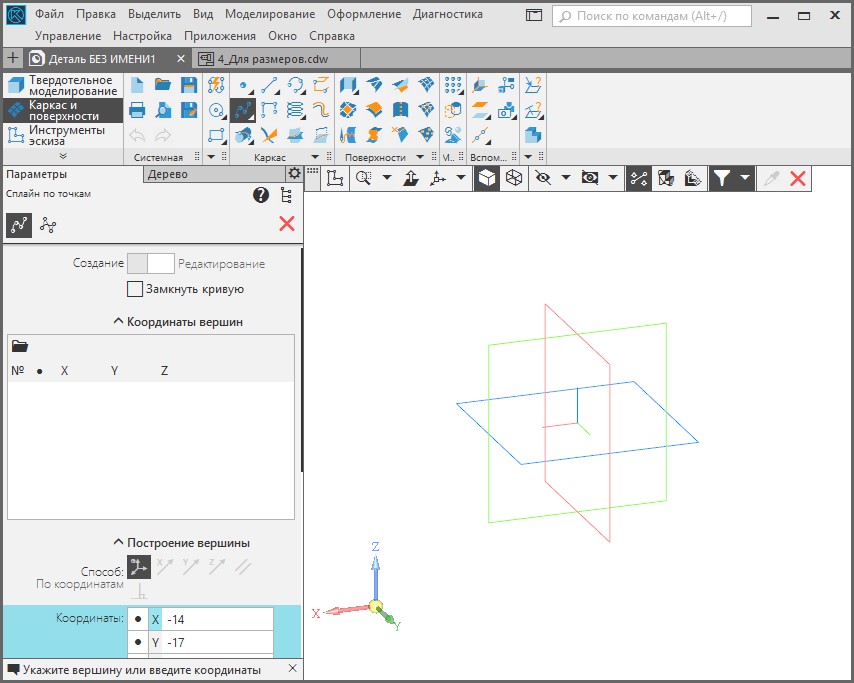 Файл Правка Выделить Вид Моделирование Оформление Диагностика
Поиск по командам (Alt+/)
Управление Настройка Приложения Окно Справка
Деталь БЕЗ ИМЕНИ1
4_Для размеров.cdw
Твердотельное
моделирование
Каркас и
поверхности
Инструменты
эскиза
Системная
Каркас
Поверхности
М..
Вспом...
Параметры
Дерево
Сплайн по точкам
Создание
Редактирование
Замкнуть кривую
Координаты вершин
№ X Y Z
Построение вершины
Способ:
По координатам
X Y Z
Координаты:
X -14
Y -17
Укажите вершину или введите координаты
Z
X
Y